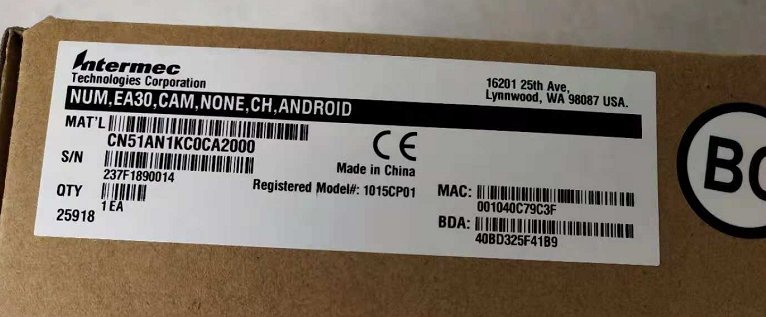 Intermec
Technologies Corporation
16201 25th Ave,
Lynnwood, WA 98087 USA.
NUM,EA30,CAM,NONE,CH,ANDROID
MAT'L
CN51AN1KC0CA2000
CE
Made in China
S/N
237F1890014
Registered Model#: 1015CP01
MAC:
001040C79C3F
QTY
1 EA
BDA:
40BD325F41B9
25918